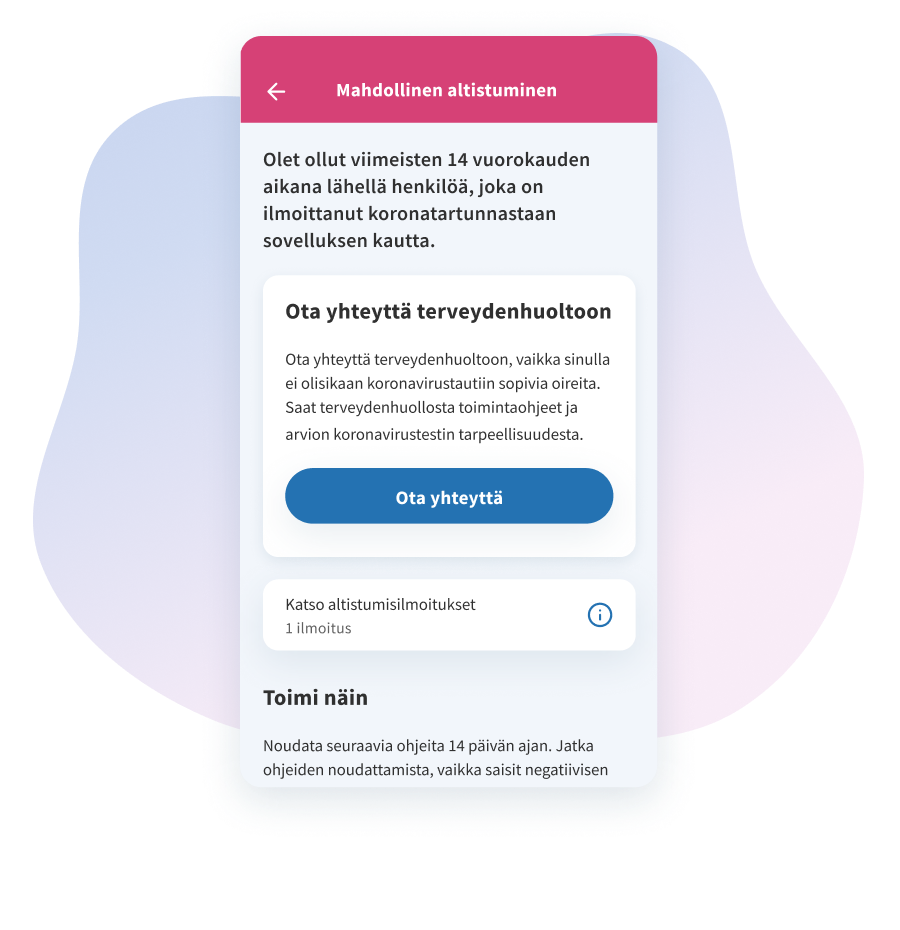 Mahdollinen altistuminen
Olet ollut viimeisten 14 vuorokauden
aikana lähellä henkilöä, joka on
ilmoittanut koronatartunnastaan
sovelluksen kautta.
Ota yhteyttä terveydenhuoltoon
Ota yhteyttä terveydenhuoltoon, vaikka sinulla
ei olisikaan koronavirustautiin sopivia oireita.
Saat terveydenhuollosta toimintaohjeet ja
arvion koronavirustestin tarpeellisuudesta.
Ota yhteyttä
Katso altistumisilmoitukset
1 ilmoitus
Toimi näin
Noudata seuraavia ohjeita 14 päivän ajan. Jatka
ohjeiden noudattamista, vaikka saisit negatiivisen